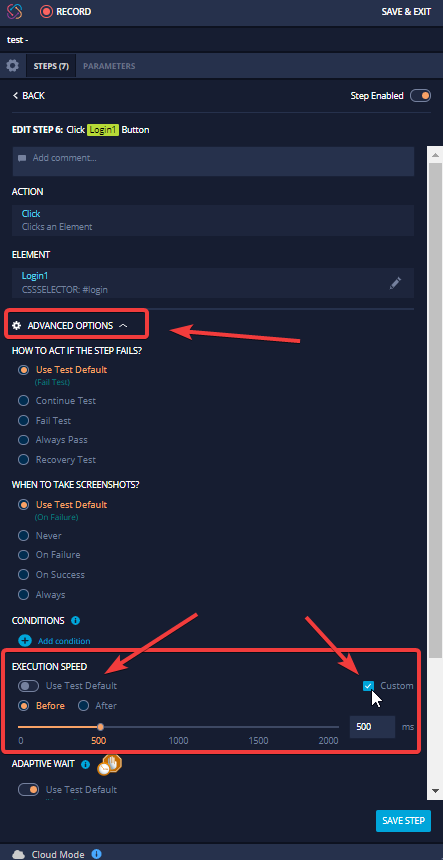 RECORD SAVE & EXIT
test -
STEPS (7) PARAMETERS
BACK Step Enabled
EDIT STEP 6: Click Login1 Button
Add comment...
ACTION
Click
Clicks an Element
ELEMENT
Login1
CSSSELECTOR: #login
ADVANCED OPTIONS
HOW TO ACT IF THE STEP FAILS?
Use Test Default
(Fail Test)
Continue Test
Fail Test
Always Pass
Recovery Test
WHEN TO TAKE SCREENSHOTS?
Use Test Default
(On Failure)
Never
On Failure
On Success
Always
CONDITIONS
Add condition
EXECUTION SPEED
Use Test Default Custom
Before After
500 ms
0 500 1000 1500 2000
ADAPTIVE WAIT
Use Test Default
SAVE STEP
Cloud Mode